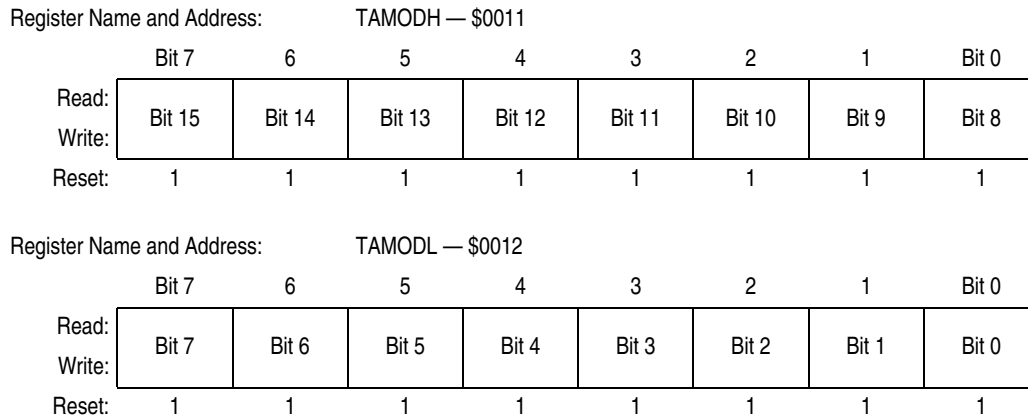 Register Name and Address: TAMODH — $0011
Bit 7 6 5 4 3 2 1 Bit 0
Read:
Bit 15 Bit 14 Bit 13 Bit 12 Bit 11 Bit 10 Bit 9 Bit 8
Write:
Reset: 1 1 1 1 1 1 1 1
Register Name and Address: TAMODL — $0012
Bit 7 6 5 4 3 2 1 Bit 0
Read:
Bit 7 Bit 6 Bit 5 Bit 4 Bit 3 Bit 2 Bit 1 Bit 0
Write:
Reset: 1 1 1 1 1 1 1 1